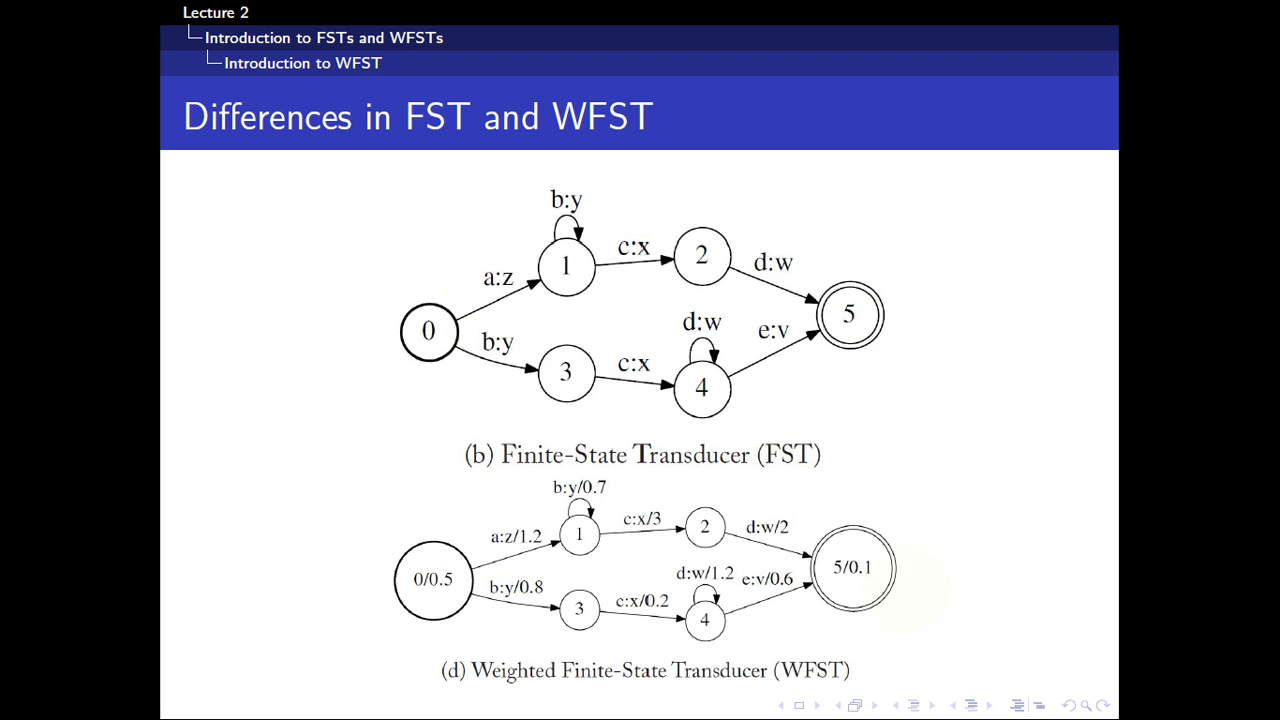 Lecture 2
Introduction to FSTs and WFSTs
Introduction to WFST
Differences in FST and WFST
b:y
1
c:x
2
d:w
a:z
0
5
b:y
3
c:x
d:w
4
e:v
(b) Finite-State Transducer (FST)
b:y/0.7
1
c:x/3
2
d:w/2
a:z/1.2
0/0.5
5/0.1
b:y/0.8
3
c:x/0.2
d:w/1.2
4
e:v/0.6
(d) Weighted Finite-State Transducer (WFST)